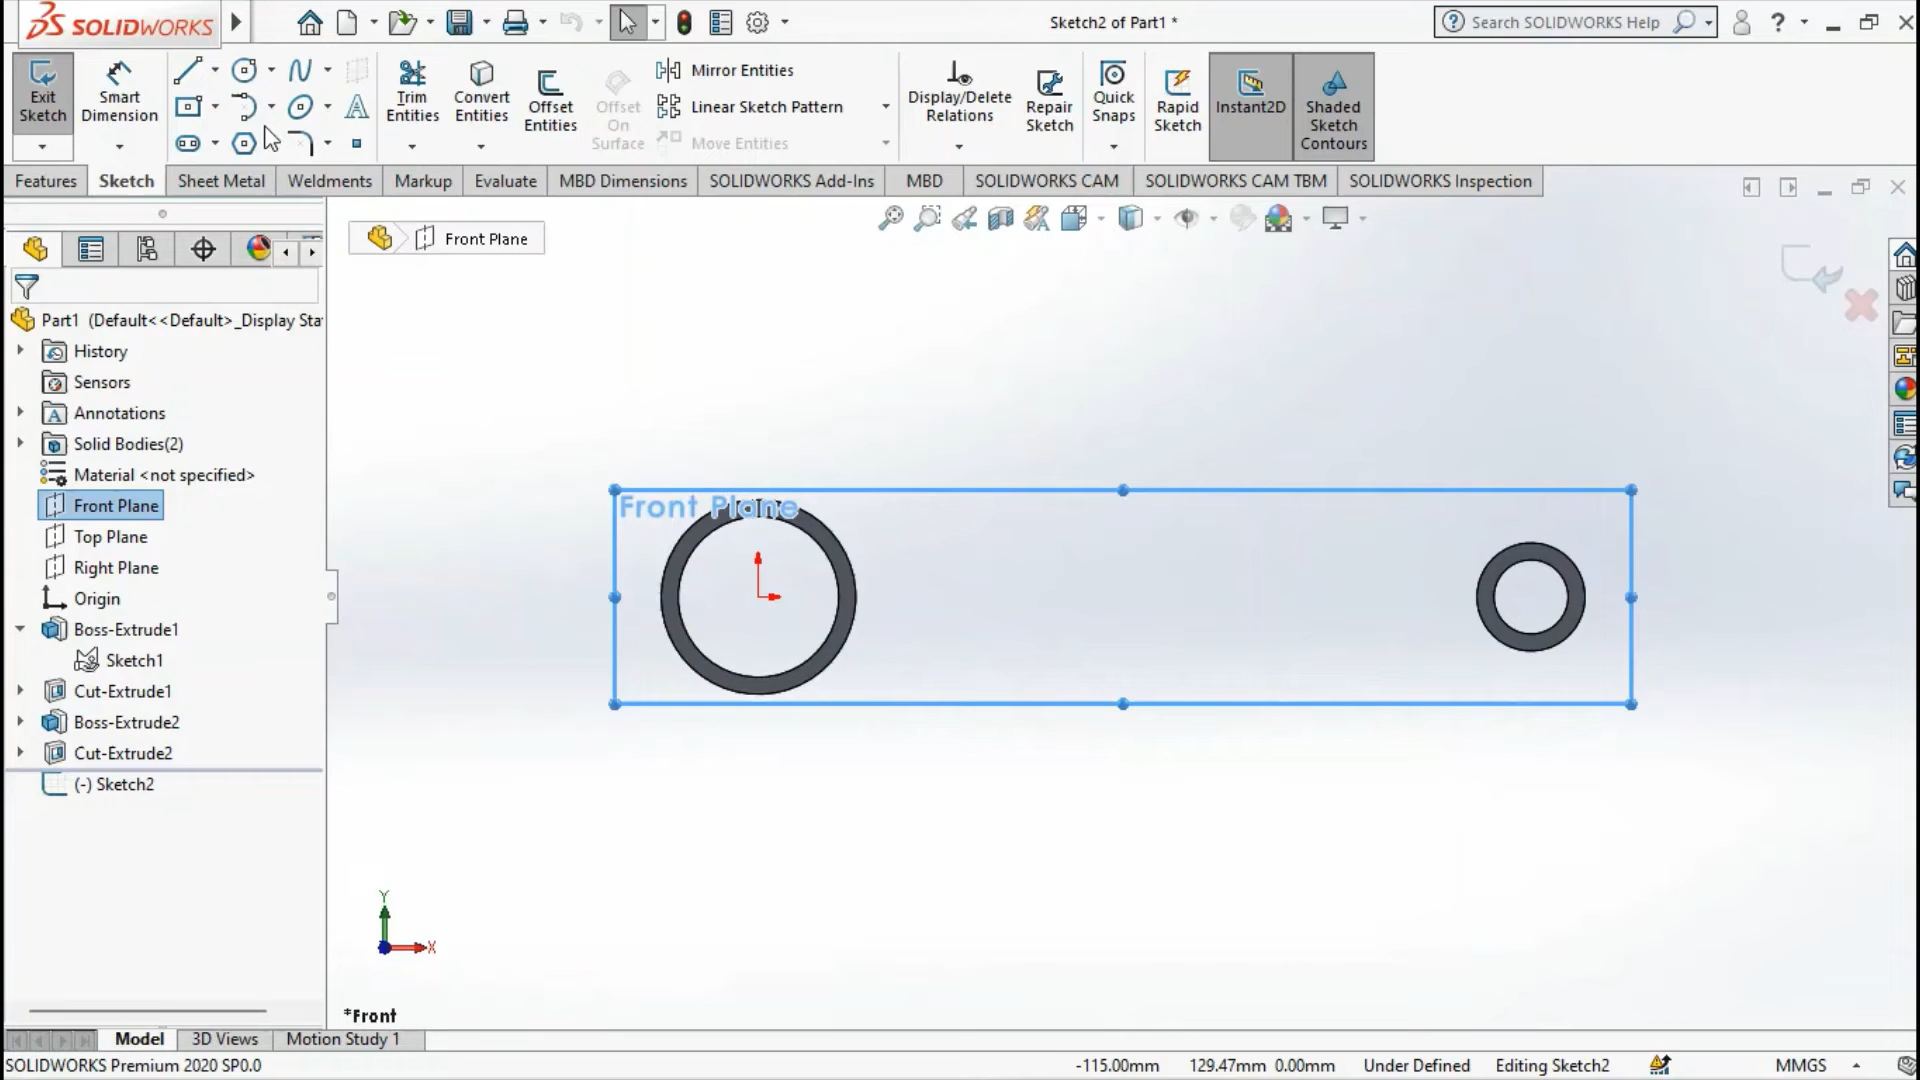 SOLIDWORKS
Sketch2 of Part1 *
Search SOLIDWORKS Help
Exit Sketch
Smart Dimension
Trim Entities
Convert Entities
Offset Entities
Offset On Surface
Mirror Entities
Linear Sketch Pattern
Move Entities
Display/Delete Relations
Repair Sketch
Quick Snaps
Rapid Sketch
Instant2D
Shaded Sketch Contours
Features
Sketch
Sheet Metal
Weldments
Markup
Evaluate
MBD Dimensions
SOLIDWORKS Add-Ins
MBD
SOLIDWORKS CAM
SOLIDWORKS CAM TBM
SOLIDWORKS Inspection
Front Plane
Part1 (Default<<Default>_Display Sta
History
Sensors
Annotations
Solid Bodies(2)
Material <not specified>
Front Plane
Top Plane
Right Plane
Origin
Boss-Extrude1
Sketch1
Cut-Extrude1
Boss-Extrude2
Cut-Extrude2
(-) Sketch2
Front Plane
Y
X
*Front
Model
3D Views
Motion Study 1
SOLIDWORKS Premium 2020 SP0.0
-115.00mm
129.47mm 0.00mm
Under Defined
Editing Sketch2
MMGS